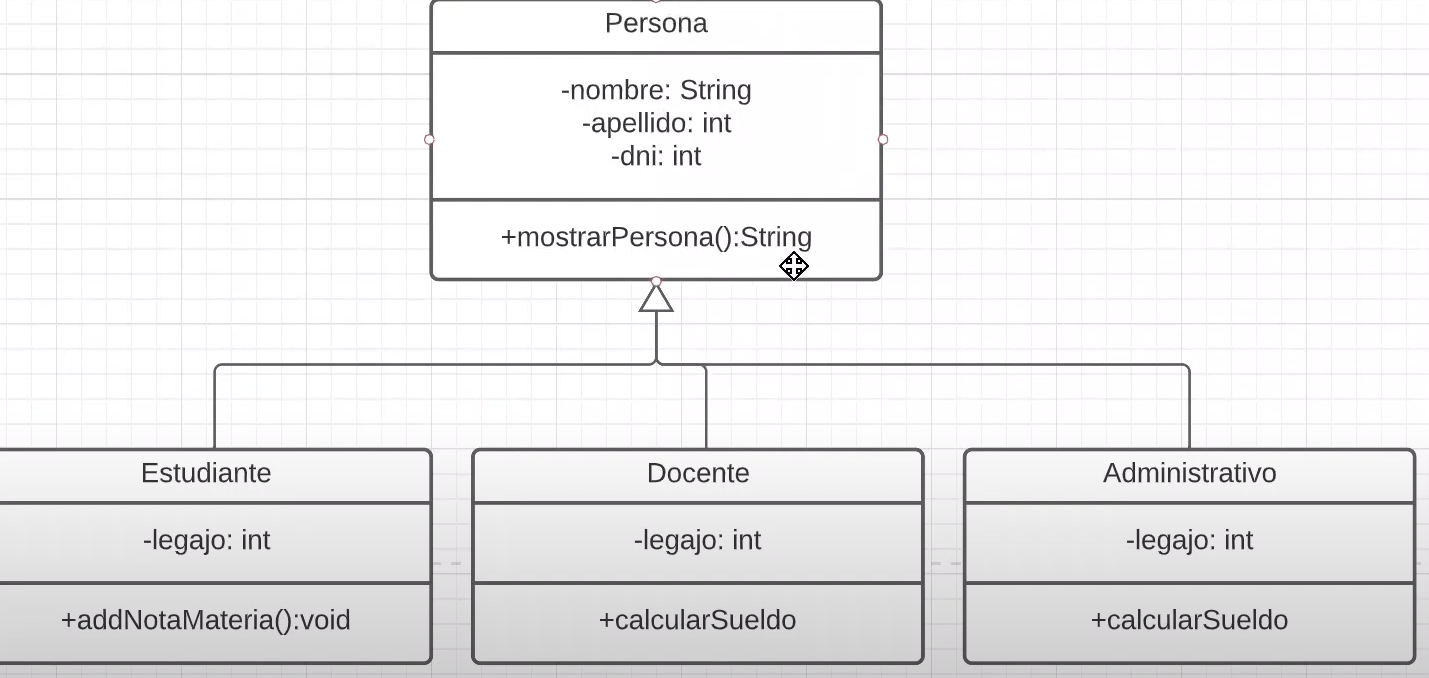 Persona
-nombre: String
-apellido: int
-dni: int
+mostrarPersona():String
Estudiante
-legajo: int
+addNotaMateria():void
Docente
-legajo: int
+calcularSueldo
Administrativo
-legajo: int
+calcularSueldo